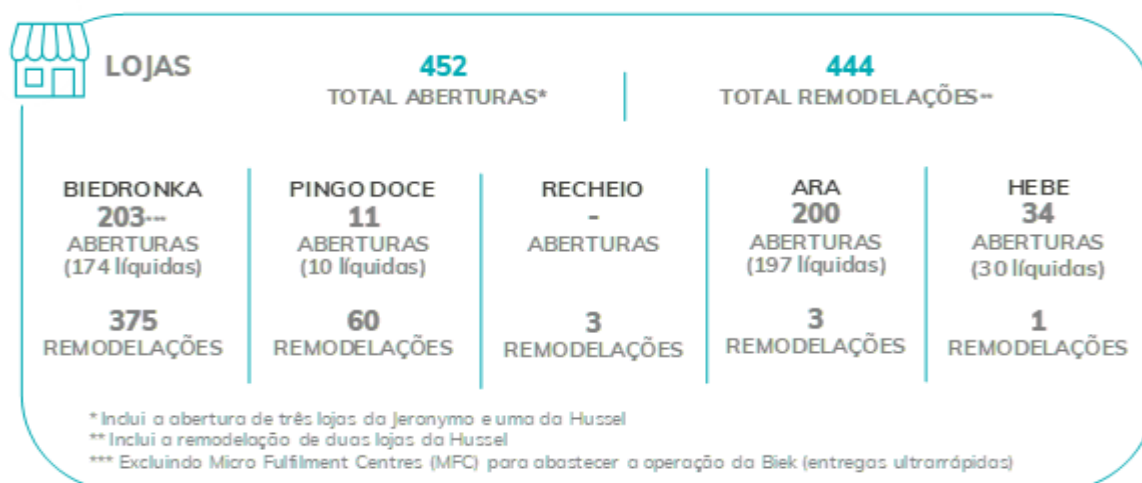 LOJAS
452
TOTAL ABERTURAS*
444
TOTAL REMODELAÇÕES**
BIEDRONKA
203***
ABERTURAS
(174 líquidas)
375
REMODELAÇÕES
PINGO DOCE
11
ABERTURAS
(10 líquidas)
60
REMODELAÇÕES
RECHEIO
-
ABERTURAS
3
REMODELAÇÕES
ARA
200
ABERTURAS
(197 líquidas)
3
REMODELAÇÕES
HEBE
34
ABERTURAS
(30 líquidas)
1
REMODELAÇÕES
* Inclui a abertura de três lojas da Jeronymo e uma da Hussel
** Inclui a remodelação de duas lojas da Hussel
*** Excluindo Micro Fulfilment Centres (MFC) para abastecer a operação da Biek (entregas ultrarrápidas)